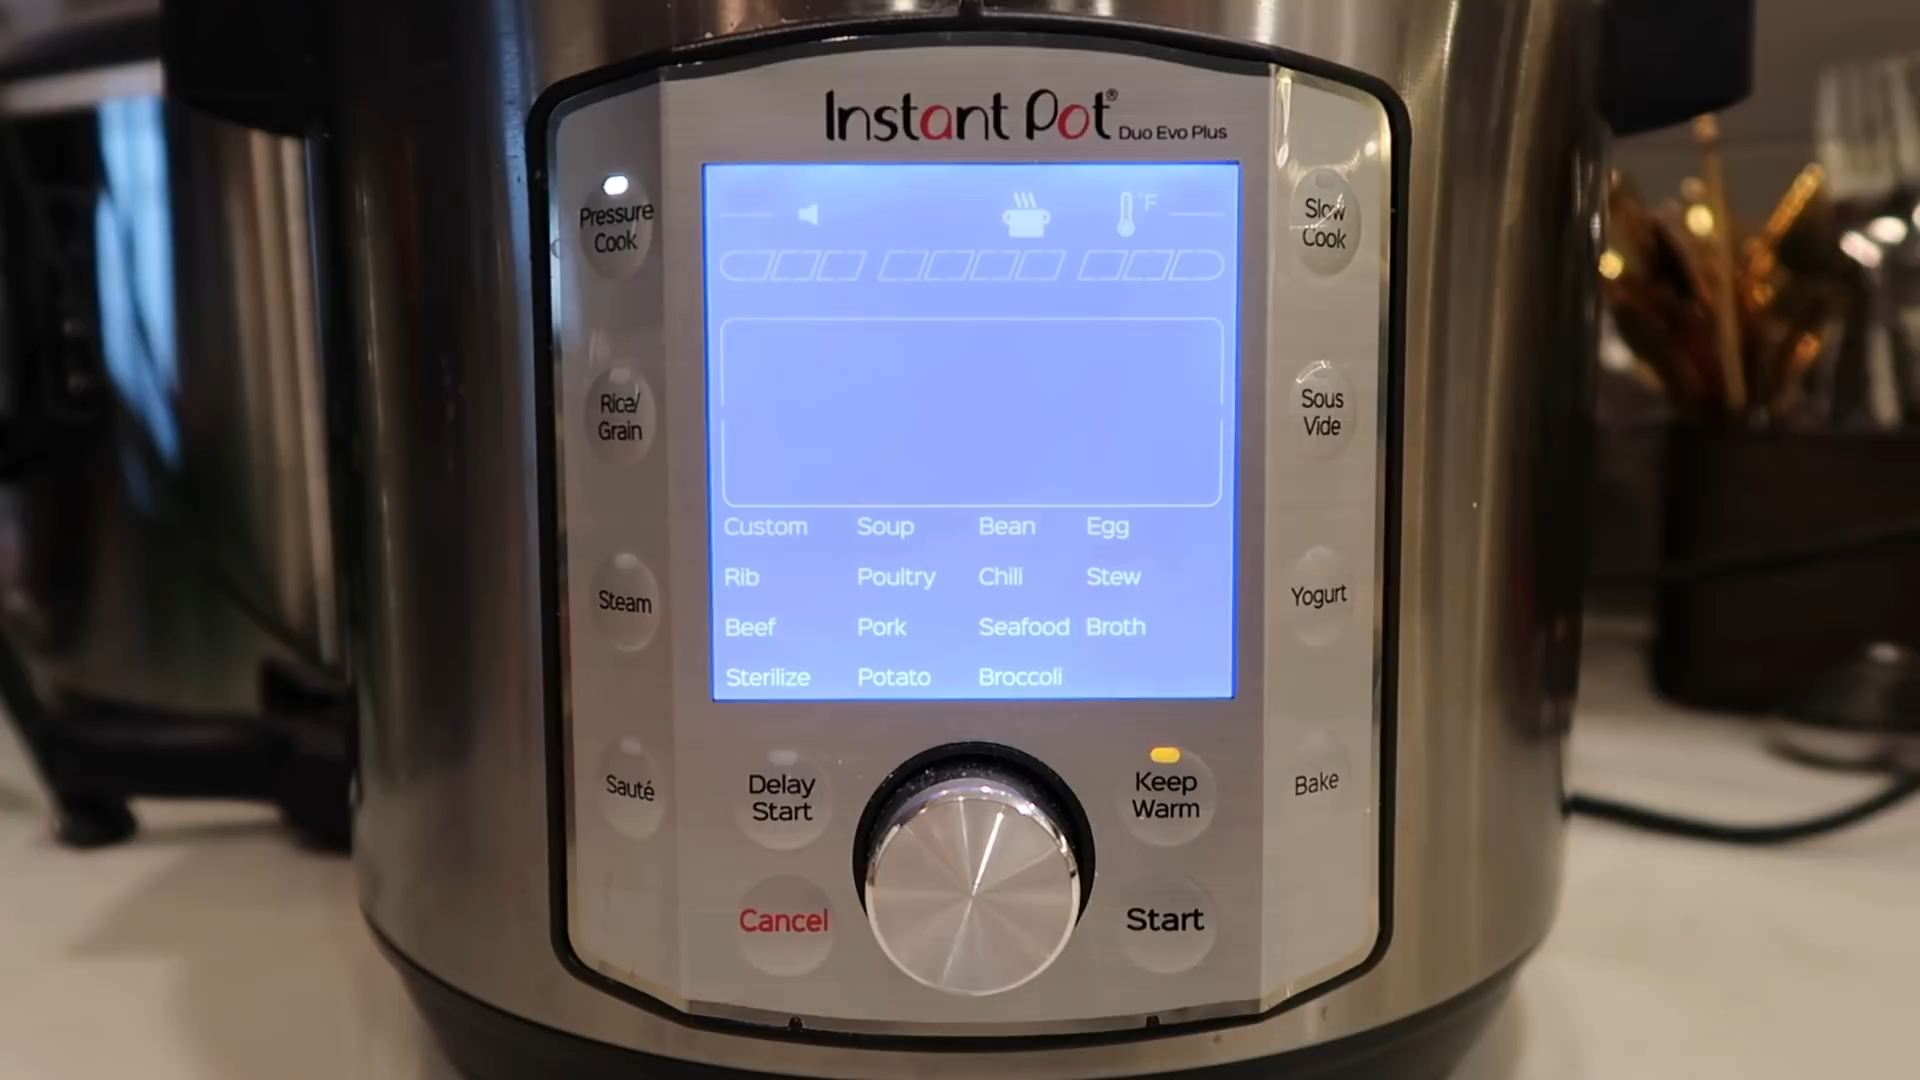 Instant Pot® Duo Evo Plus
°F
Pressure
Cook
Rice/
Grain
Steam
Sauté
Custom Soup Bean Egg
Rib Poultry Chili Stew
Beef Pork Seafood Broth
Sterilize Potato Broccoli
Slow
Cook
Sous
Vide
Yogurt
Bake
Delay
Start
Keep
Warm
Cancel
Start